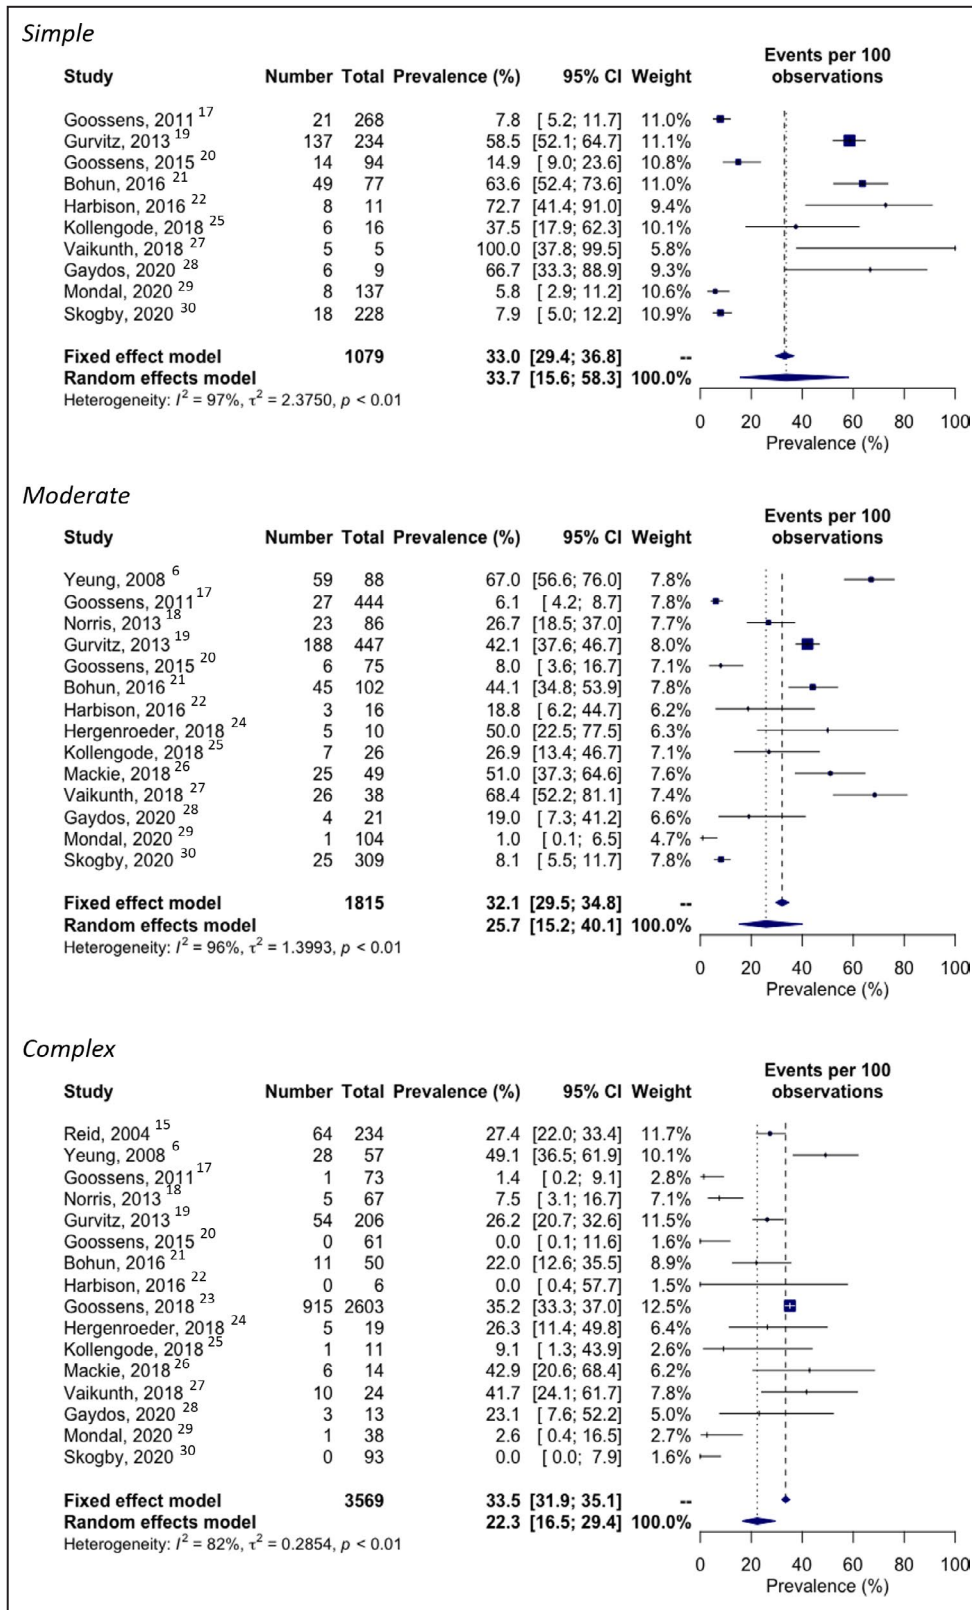 Simple
Events per 100
Study Number Total Prevalence (%) 95% CI Weight observations
Goossens, 2011 17 21 268 7.8 [ 5.2; 11.7] 11.0%
Gurvitz, 2013 19 137 234 58.5 [52.1; 64.7] 11.1%
Goossens, 2015 20 14 94 14.9 [ 9.0; 23.6] 10.8%
Bohun, 2016 21 49 77 63.6 [52.4; 73.6] 11.0%
Harbison, 2016 22 8 11 72.7 [41.4; 91.0] 9.4%
Kollengode, 2018 25 6 16 37.5 [17.9; 62.3] 10.1%
Vaikunth, 2018 27 5 5 100.0 [37.8; 99.5] 5.8%
Gaydos, 2020 28 6 9 66.7 [33.3; 88.9] 9.3%
Mondal, 2020 29 8 137 5.8 [ 2.9; 11.2] 10.6%
Skogby, 2020 30 18 228 7.9 [ 5.0; 12.2] 10.9%
Fixed effect model 1079 33.0 [29.4; 36.8] --
Random effects model 33.7 [15.6; 58.3] 100.0%
Heterogeneity: I² = 97%, τ² = 2.3750, p < 0.01
0 20 40 60 80 100
Prevalence (%)
Moderate
Events per 100
Study Number Total Prevalence (%) 95% CI Weight observations
Yeung, 2008 6 59 88 67.0 [56.6; 76.0] 7.8%
Goossens, 2011 17 27 444 6.1 [ 4.2; 8.7] 7.8%
Norris, 2013 18 23 86 26.7 [18.5; 37.0] 7.7%
Gurvitz, 2013 19 188 447 42.1 [37.6; 46.7] 8.0%
Goossens, 2015 20 6 75 8.0 [ 3.6; 16.7] 7.1%
Bohun, 2016 21 45 102 44.1 [34.8; 53.9] 7.8%
Harbison, 2016 22 3 16 18.8 [ 6.2; 44.7] 6.2%
Hergenroeder, 2018 24 5 10 50.0 [22.5; 77.5] 6.3%
Kollengode, 2018 25 7 26 26.9 [13.4; 46.7] 7.1%
Mackie, 2018 26 25 49 51.0 [37.3; 64.6] 7.6%
Vaikunth, 2018 27 26 38 68.4 [52.2; 81.1] 7.4%
Gaydos, 2020 28 4 21 19.0 [ 7.3; 41.2] 6.6%
Mondal, 2020 29 1 104 1.0 [ 0.1; 6.5] 4.7%
Skogby, 2020 30 25 309 8.1 [ 5.5; 11.7] 7.8%
Fixed effect model 1815 32.1 [29.5; 34.8] --
Random effects model 25.7 [15.2; 40.1] 100.0%
Heterogeneity: I² = 96%, τ² = 1.3993, p < 0.01
0 20 40 60 80 100
Prevalence (%)
Complex
Events per 100
Study Number Total Prevalence (%) 95% CI Weight observations
Reid, 2004 15 64 234 27.4 [22.0; 33.4] 11.7%
Yeung, 2008 6 28 57 49.1 [36.5; 61.9] 10.1%
Goossens, 2011 17 1 73 1.4 [ 0.2; 9.1] 2.8%
Norris, 2013 18 5 67 7.5 [ 3.1; 16.7] 7.1%
Gurvitz, 2013 19 54 206 26.2 [20.7; 32.6] 11.5%
Goossens, 2015 20 0 61 0.0 [ 0.1; 11.6] 1.6%
Bohun, 2016 21 11 50 22.0 [12.6; 35.5] 8.9%
Harbison, 2016 22 0 6 0.0 [ 0.4; 57.7] 1.5%
Goossens, 2018 23 915 2603 35.2 [33.3; 37.0] 12.5%
Hergenroeder, 2018 24 5 19 26.3 [11.4; 49.8] 6.4%
Kollengode, 2018 25 1 11 9.1 [ 1.3; 43.9] 2.6%
Mackie, 2018 26 6 14 42.9 [20.6; 68.4] 6.2%
Vaikunth, 2018 27 10 24 41.7 [24.1; 61.7] 7.8%
Gaydos, 2020 28 3 13 23.1 [ 7.6; 52.2] 5.0%
Mondal, 2020 29 1 38 2.6 [ 0.4; 16.5] 2.7%
Skogby, 2020 30 0 93 0.0 [ 0.0; 7.9] 1.6%
Fixed effect model 3569 33.5 [31.9; 35.1] --
Random effects model 22.3 [16.5; 29.4] 100.0%
Heterogeneity: I² = 82%, τ² = 0.2854, p < 0.01
0 20 40 60 80 100
Prevalence (%)